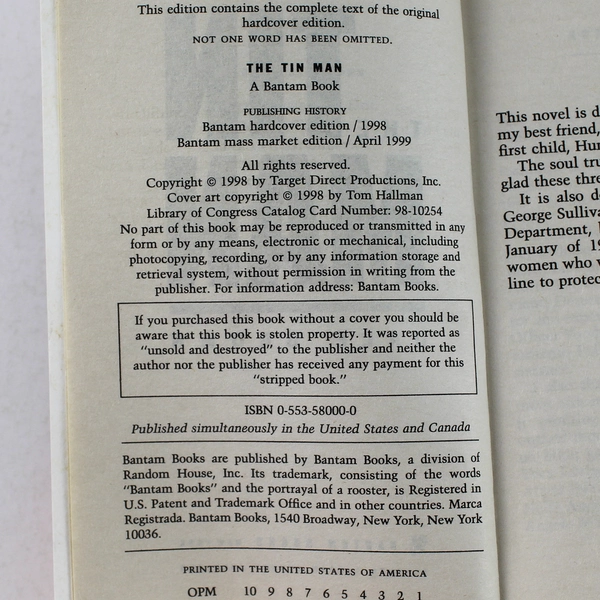 This edition contains the complete text of the original
hardcover edition.
NOT ONE WORD HAS BEEN OMITTED.
THE TIN MAN
A Bantam Book
PUBLISHING HISTORY
Bantam hardcover edition / 1998
Bantam mass market edition / April 1999
All rights reserved.
Copyright © 1998 by Target Direct Productions, Inc.
Cover art copyright © 1998 by Tom Hallman
Library of Congress Catalog Card Number: 98-10254
No part of this book may be reproduced or transmitted in any
form or by any means, electronic or mechanical, including
photocopying, recording, or by any information storage and
retrieval system, without permission in writing from the
publisher. For information address: Bantam Books.
If you purchased this book without a cover you should be
aware that this book is stolen property. It was reported as
"unsold and destroyed" to the publisher and neither the
author nor the publisher has received any payment for this
"stripped book."
ISBN 0-553-58000-0
Published simultaneously in the United States and Canada
Bantam Books are published by Bantam Books, a division of
Random House, Inc. Its trademark, consisting of the words
"Bantam Books" and the portrayal of a rooster, is Registered in
U.S. Patent and Trademark Office and in other countries. Marca
Registrada. Bantam Books, 1540 Broadway, New York, New York
10036.
PRINTED IN THE UNITED STATES OF AMERICA
OPM 10 9 8 7 6 5 4 3 2 1
This novel is
my best friend,
first child,
The soul
glad these
It is also
George
Department,
January of
women who
line to